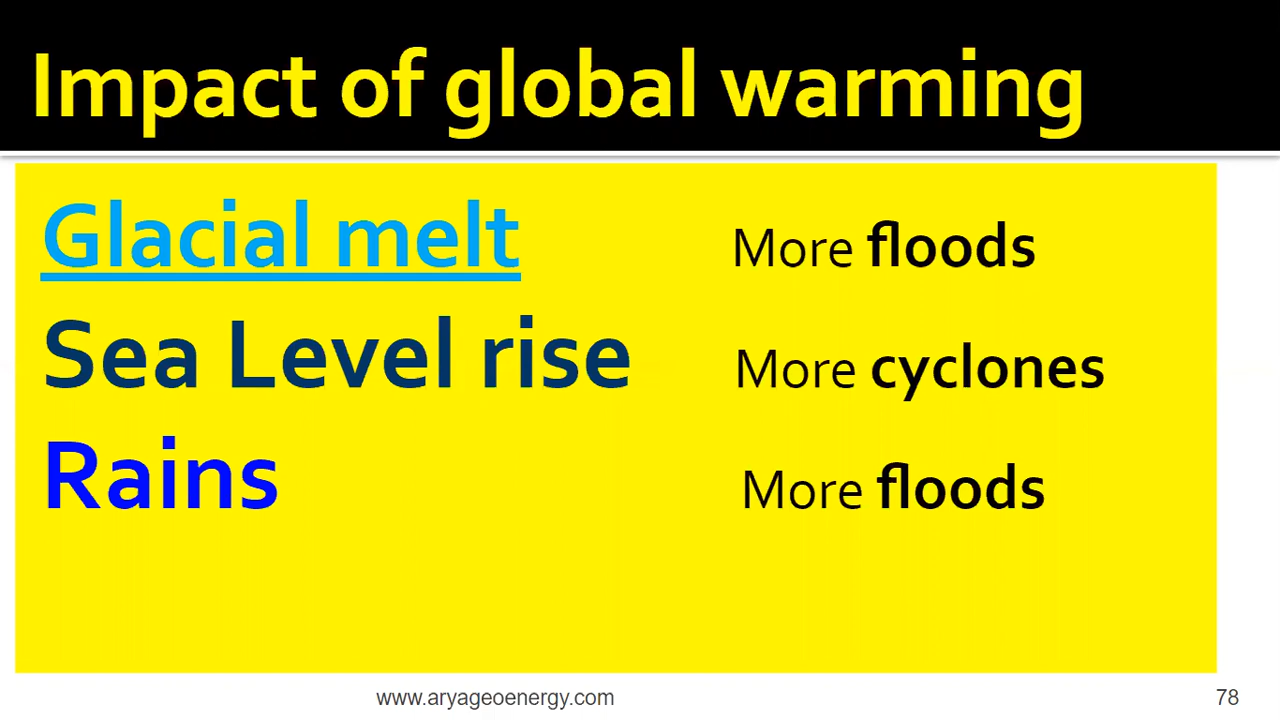 Impact of global warming
Glacial melt More floods
Sea Level rise More cyclones
Rains More floods
www.aryageoenergy.com 78